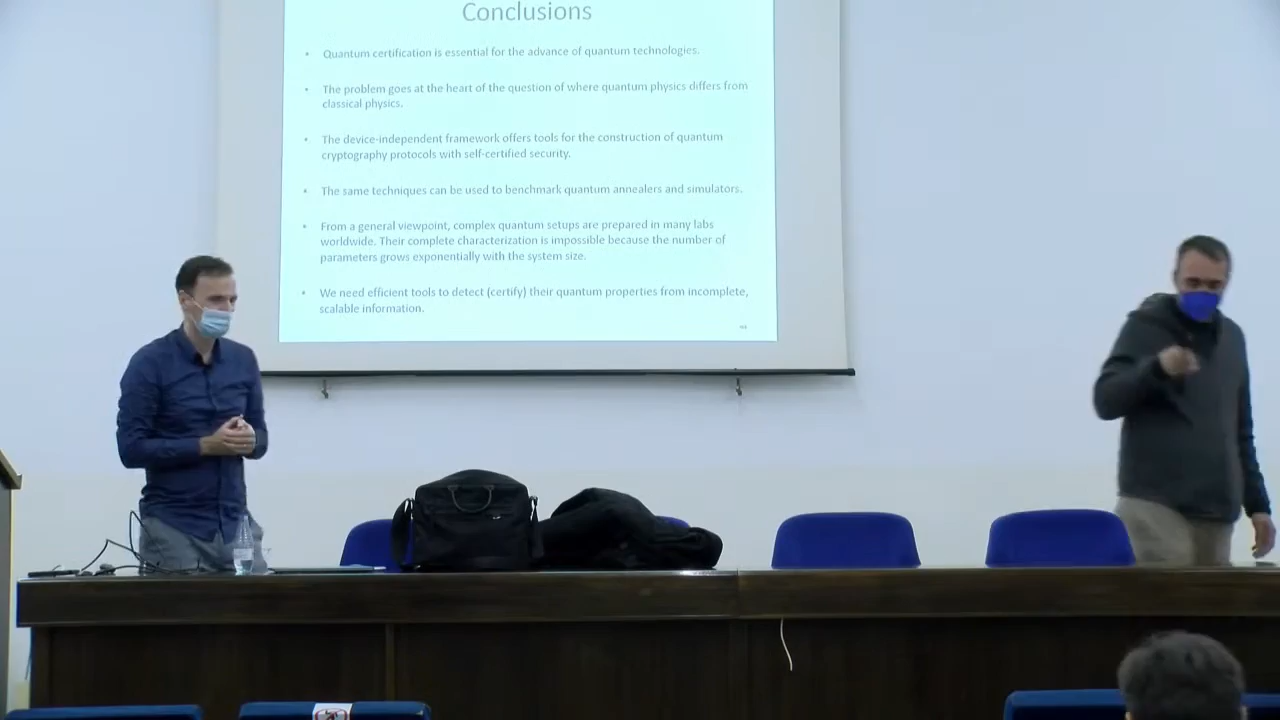 Conclusions
• Quantum certification is essential for the advance of quantum technologies.
• The problem goes at the heart of the question of where quantum physics differs from
classical physics.
• The device-independent framework offers tools for the construction of quantum
cryptography protocols with self-certified security.
• The same techniques can be used to benchmark quantum annealers and simulators.
• From a general viewpoint, complex quantum setups are prepared in many labs
worldwide. Their complete characterization is impossible because the number of
parameters grows exponentially with the system size.
• We need efficient tools to detect (certify) their quantum properties from incomplete,
scalable information.